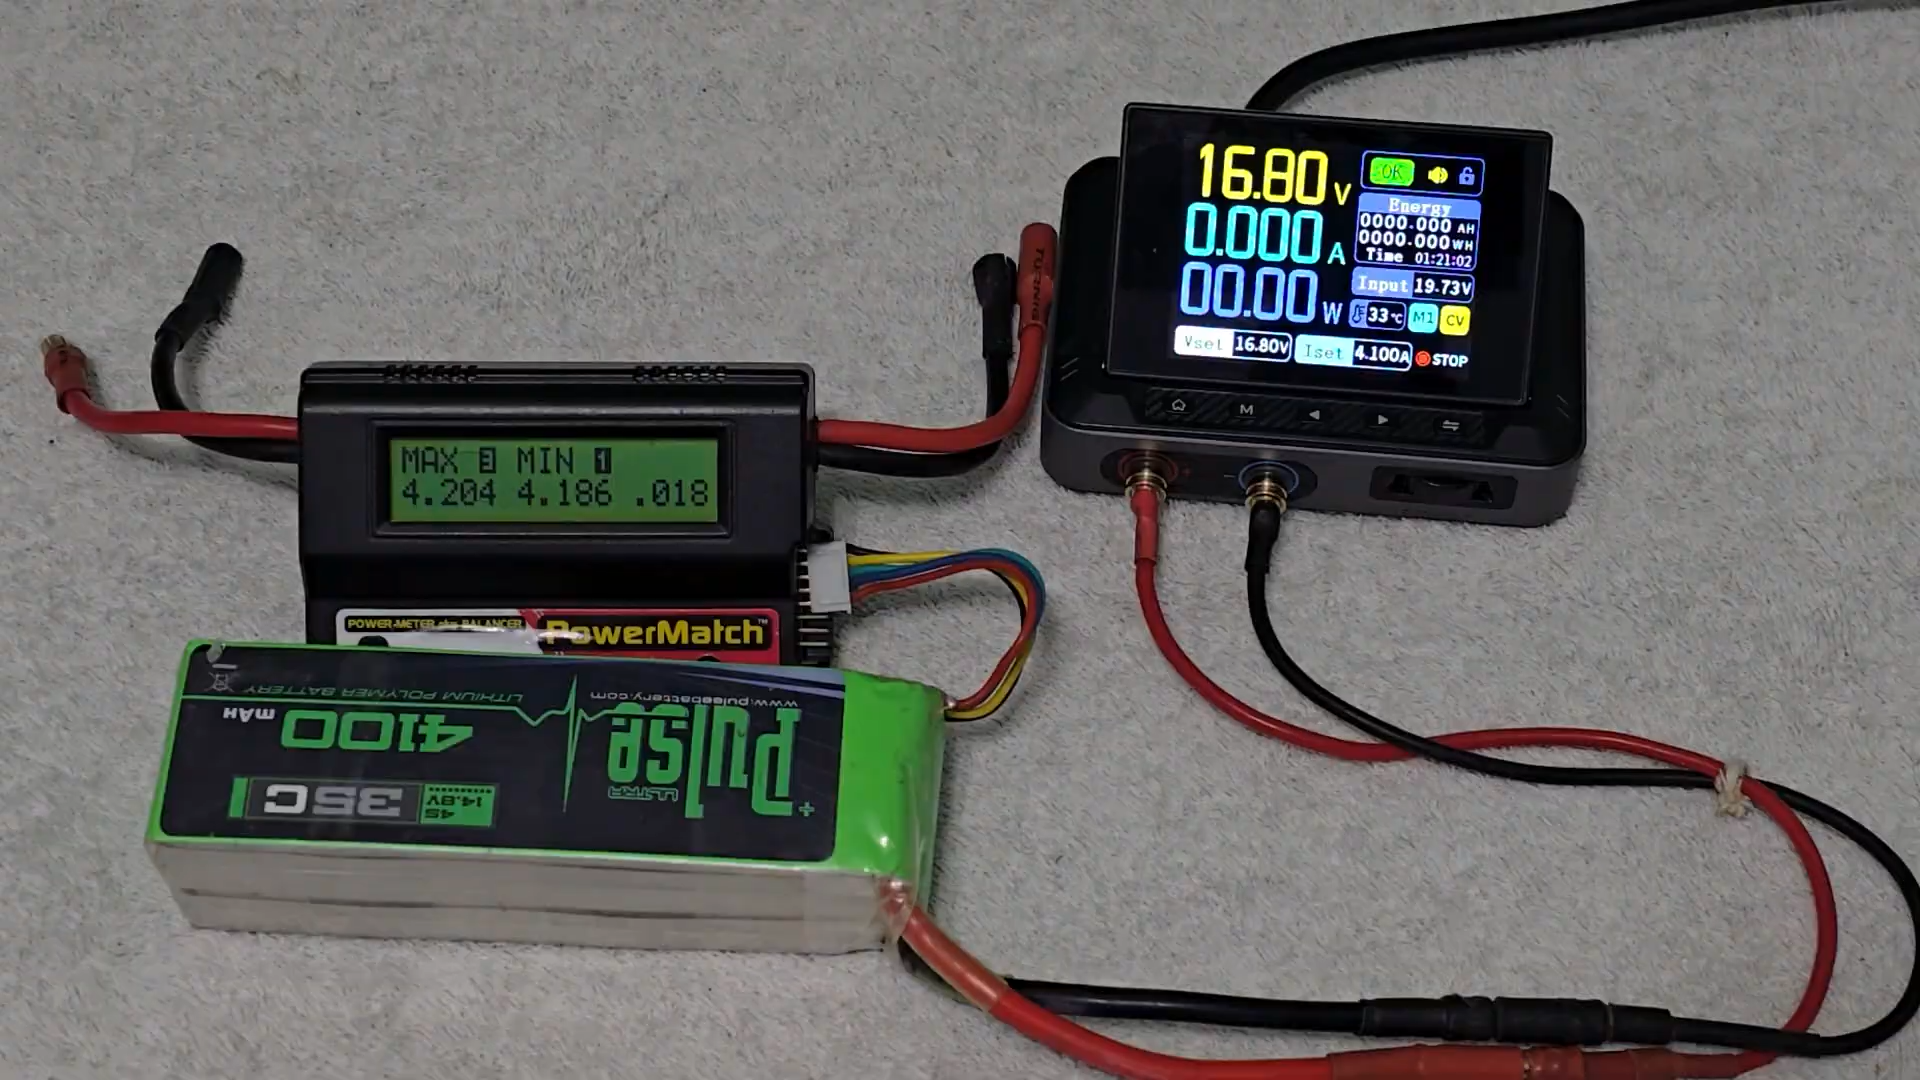 16.80 V
0.000 A
00.00 W
OK
Energy
0000.000 AH
0000.000 WH
Time 01:21:02
Input 19.73V
33℃ M1 CV
Vset 16.80V Iset 4.100A STOP
M
MAX 3 MIN 1
4.204 4.186 .018
POWER-METER plus BALANCER
PowerMatch™
TURNIGY
+
Pulse
ULTRA
www.pulsebattery.com
LITHIUM POLYMER BATTERY
4100 mAH
4S
14.8V
35C